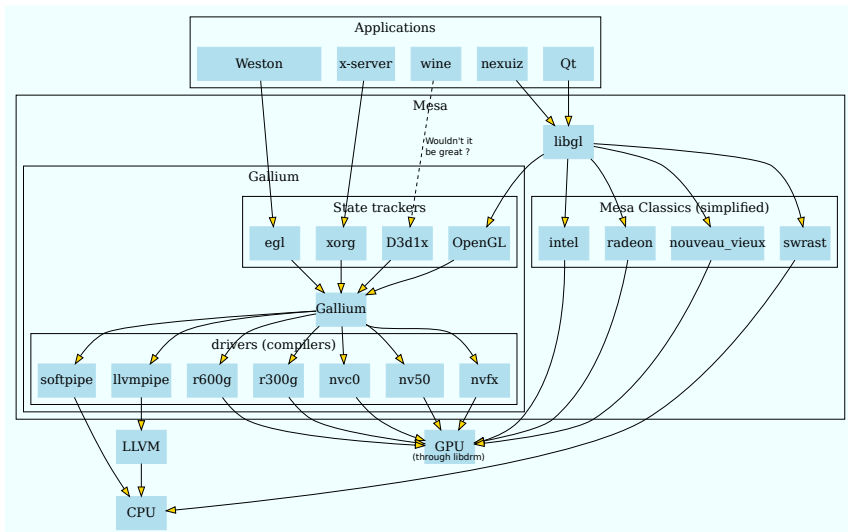 Applications
Weston
x-server
wine
nexuiz
Qt
Mesa
Wouldn't it
be great ?
libgl
Gallium
State trackers
Mesa Classics (simplified)
egl
xorg
D3d1x
OpenGL
intel
radeon
nouveau_vieux
swrast
Gallium
drivers (compilers)
softpipe
llvmpipe
r600g
r300g
nvc0
nv50
nvfx
LLVM
GPU
(through libdrm)
CPU